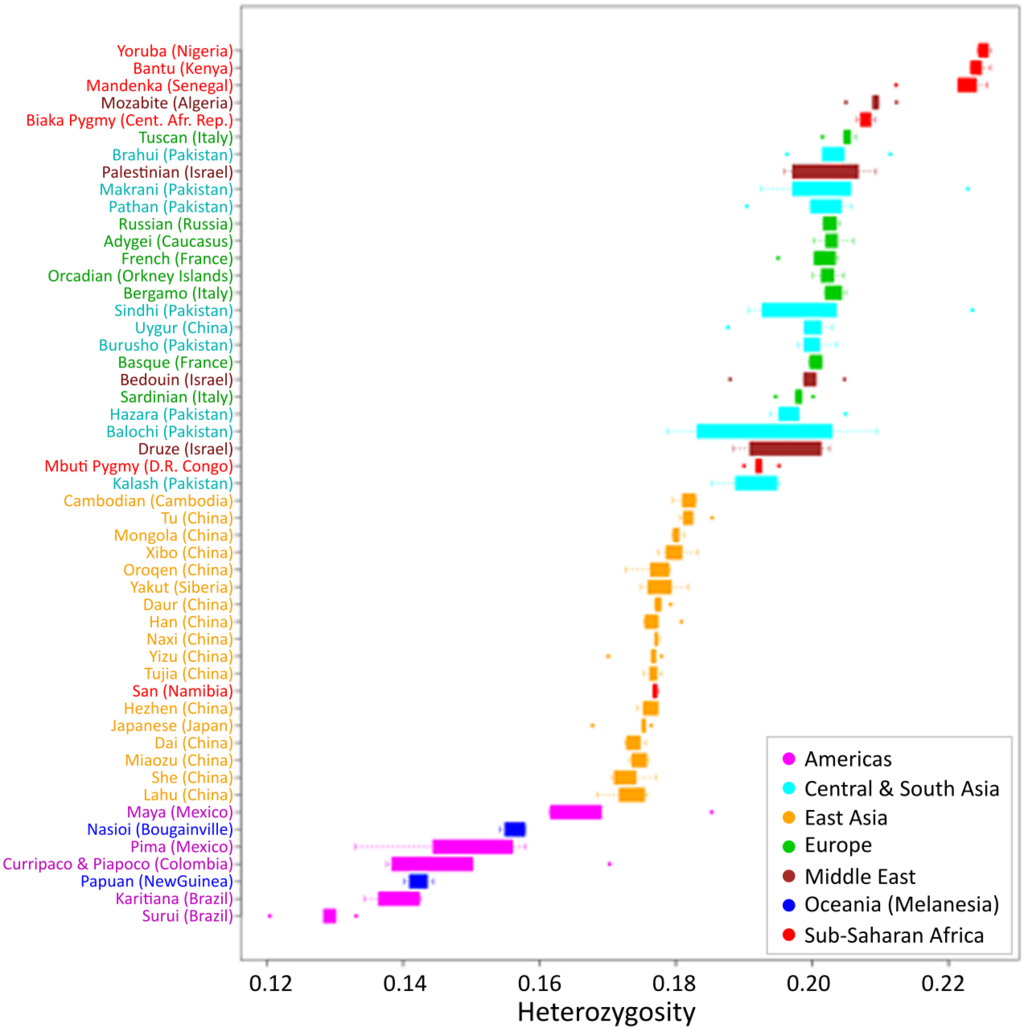 Yoruba (Nigeria)
Bantu (Kenya)
Mandenka (Senegal)
Mozabite (Algeria)
Biaka Pygmy (Cent. Afr. Rep.)
Tuscan (Italy)
Brahui (Pakistan)
Palestinian (Israel)
Makrani (Pakistan)
Pathan (Pakistan)
Russian (Russia)
Adygei (Caucasus)
French (France)
Orcadian (Orkney Islands)
Bergamo (Italy)
Sindhi (Pakistan)
Uygur (China)
Burusho (Pakistan)
Basque (France)
Bedouin (Israel)
Sardinian (Italy)
Hazara (Pakistan)
Balochi (Pakistan)
Druze (Israel)
Mbuti Pygmy (D.R. Congo)
Kalash (Pakistan)
Cambodian (Cambodia)
Tu (China)
Mongola (China)
Xibo (China)
Oroqen (China)
Yakut (Siberia)
Daur (China)
Han (China)
Naxi (China)
Yizu (China)
Tujia (China)
San (Namibia)
Hezhen (China)
Japanese (Japan)
Dai (China)
Miaozu (China)
She (China)
Lahu (China)
Maya (Mexico)
Nasioi (Bougainville)
Pima (Mexico)
Curripaco & Piapoco (Colombia)
Papuan (NewGuinea)
Karitiana (Brazil)
Surui (Brazil)
Americas
Central & South Asia
East Asia
Europe
Middle East
Oceania (Melanesia)
Sub-Saharan Africa
0.12 0.14 0.16 0.18 0.20 0.22
Heterozygosity